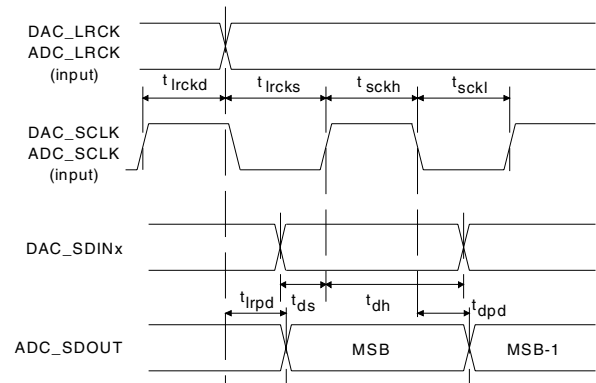 DAC_LRCK
ADC_LRCK
(input)
t lrckd
t lrcks
t sckh
t sckl
DAC_SCLK
ADC_SCLK
(input)
DAC_SDINx
t lrpd
t ds
t dh
t dpd
ADC_SDOUT
MSB
MSB-1